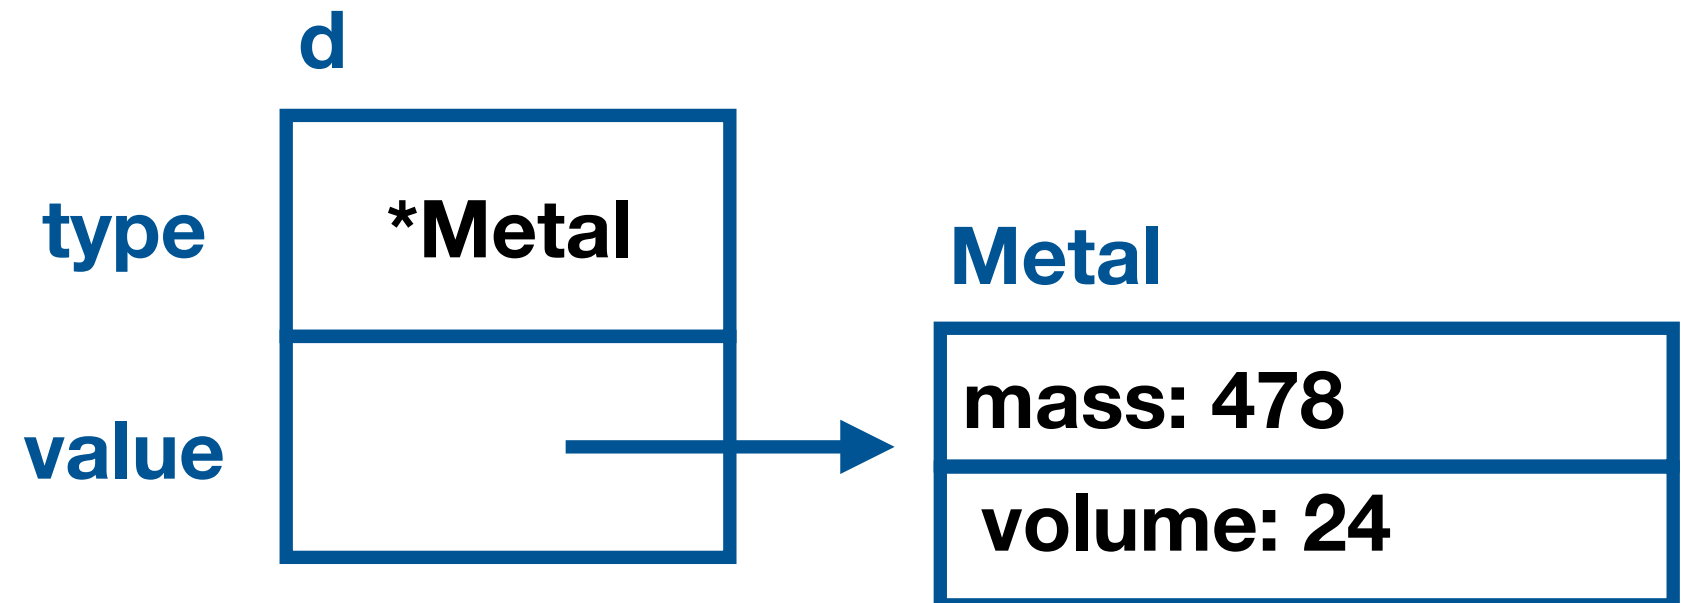 d
type
*Metal
Metal
mass: 478
value
volume: 24